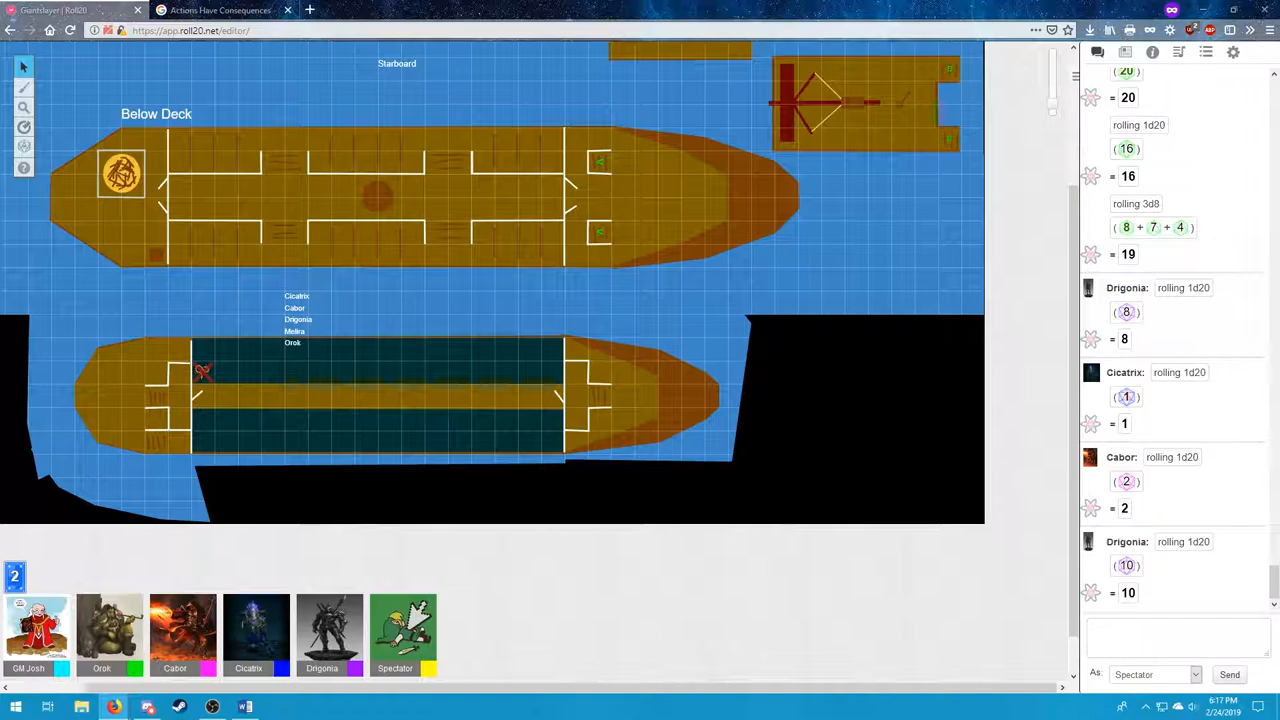 Giantslayer | Roll20
Actions Have Consequences
https://app.roll20.net/editor/
Starboard
Below Deck
Cicatrix
Cabor
Drigonia
Melira
Orok
(20)
= 20
rolling 1d20
(16)
= 16
rolling 3d8
(8+7+4)
= 19
Drigonia: rolling 1d20
(8)
= 8
Cicatrix: rolling 1d20
(1)
= 1
Cabor: rolling 1d20
(2)
= 2
Drigonia: rolling 1d20
(10)
= 10
2
GM Josh
Orok
Cabor
Cicatrix
Drigonia
Spectator
As: Spectator Send
6:17 PM
2/24/2019